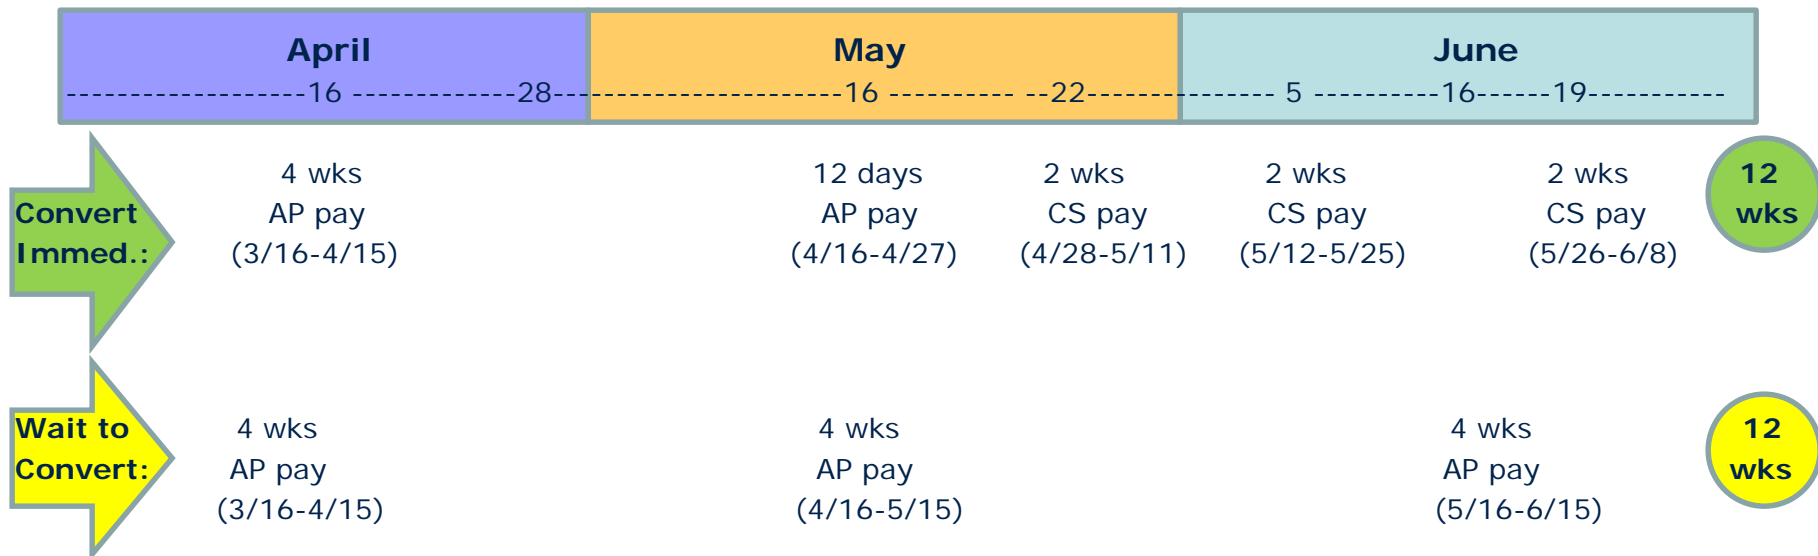 April May June
-------------------16 -------------28------------------------16 ---------- --22--------------- 5 ----------16------19-----------
Convert
Immed.:
4 wks
AP pay
(3/16-4/15)
12 days
AP pay
(4/16-4/27)
2 wks
CS pay
(4/28-5/11)
2 wks
CS pay
(5/12-5/25)
2 wks
CS pay
(5/26-6/8)
12
wks
Wait to
Convert:
4 wks
AP pay
(3/16-4/15)
4 wks
AP pay
(4/16-5/15)
4 wks
AP pay
(5/16-6/15)
12
wks